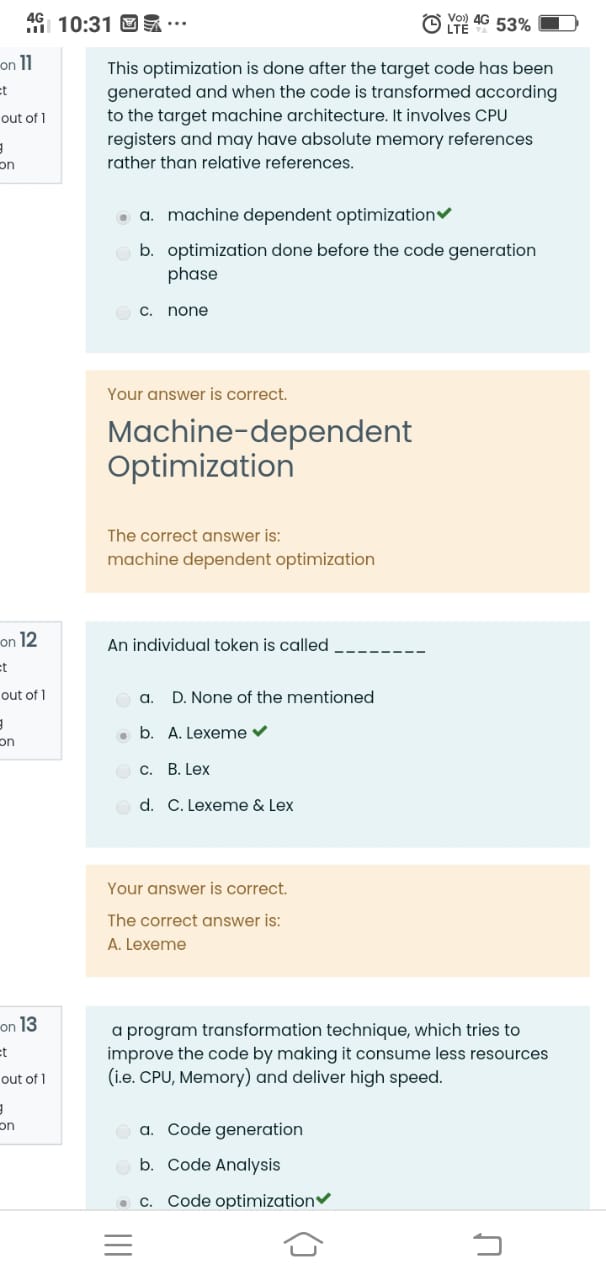 4G 10:31 ... Vo)) 4G LTE 53%
on 11
ct
out of 1
g
on
This optimization is done after the target code has been
generated and when the code is transformed according
to the target machine architecture. It involves CPU
registers and may have absolute memory references
rather than relative references.
a. machine dependent optimization
b. optimization done before the code generation
phase
c. none
Your answer is correct.
Machine-dependent
Optimization
The correct answer is:
machine dependent optimization
on 12
ct
out of 1
g
on
An individual token is called ________
a. D. None of the mentioned
b. A. Lexeme
c. B. Lex
d. C. Lexeme & Lex
Your answer is correct.
The correct answer is:
A. Lexeme
on 13
ct
out of 1
g
on
a program transformation technique, which tries to
improve the code by making it consume less resources
(i.e. CPU, Memory) and deliver high speed.
a. Code generation
b. Code Analysis
c. Code optimization